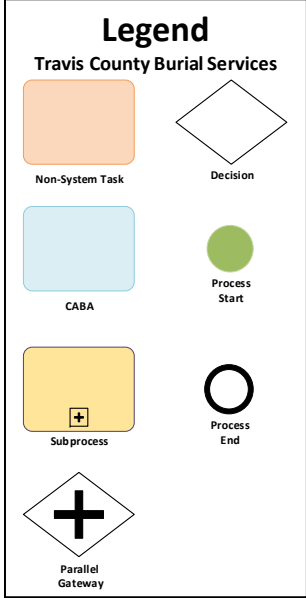 Legend
Travis County Burial Services
Non-System Task
Decision
CABA
Process
Start
Subprocess
Process
End
Parallel
Gateway